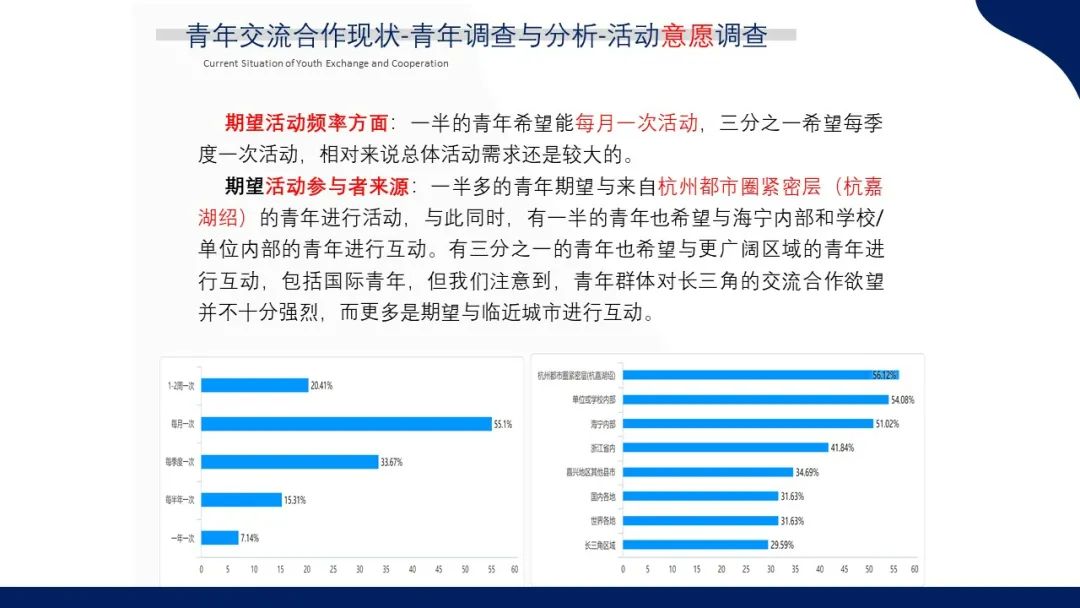 青年交流合作现状-青年调查与分析-活动意愿调查
Current Situation of Youth Exchange and Cooperation
期望活动频率方面：一半的青年希望能每月一次活动，三分之一希望每季
度一次活动，相对来说总体活动需求还是较大的。
期望活动参与者来源：一半多的青年期望与来自杭州都市圈紧密层（杭嘉
湖绍）的青年进行活动，与此同时，有一半的青年也希望与海宁内部和学校/
单位内部的青年进行互动。有三分之一的青年也希望与更广阔区域的青年进
行互动，包括国际青年，但我们注意到，青年群体对长三角的交流合作欲望
并不十分强烈，而更多是期望与临近城市进行互动。
1-2周一次 20.41%
每月一次 55.1%
每季度一次 33.67%
每半年一次 15.31%
一年一次 7.14%
0 5 10 15 20 25 30 35 40 45 50 55 60
杭州都市圈紧密层(杭嘉湖绍) 56.12%
单位或学校内部 54.08%
海宁内部 51.02%
浙江省内 41.84%
嘉兴地区其他县市 34.69%
国内各地 31.63%
世界各地 31.63%
长三角区域 29.59%
0 5 10 15 20 25 30 35 40 45 50 55 60